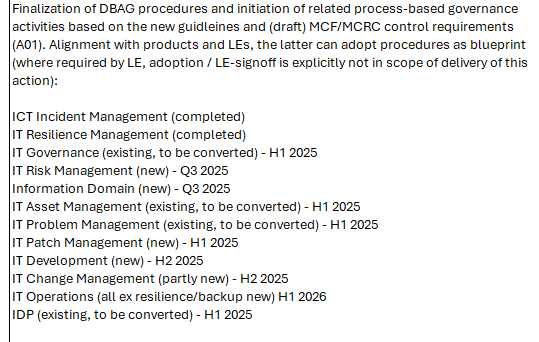 Finalization of DBAG procedures and initiation of related process-based governance
activities based on the new guidleines and (draft) MCF/MCRC control requirements
(A01). Alignment with products and LEs, the latter can adopt procedures as blueprint
(where required by LE, adoption / LE-signoff is explicitly not in scope of delivery of this
action):
ICT Incident Management (completed)
IT Resilience Management (completed)
IT Governance (existing, to be converted) - H1 2025
IT Risk Management (new) - Q3 2025
Information Domain (new) - Q3 2025
IT Asset Management (existing, to be converted) - H1 2025
IT Problem Management (existing, to be converted) - H1 2025
IT Patch Management (new) - H1 2025
IT Development (new) - H2 2025
IT Change Management (partly new) - H2 2025
IT Operations (all ex resilience/backup new) H1 2026
IDP (existing, to be converted) - H1 2025